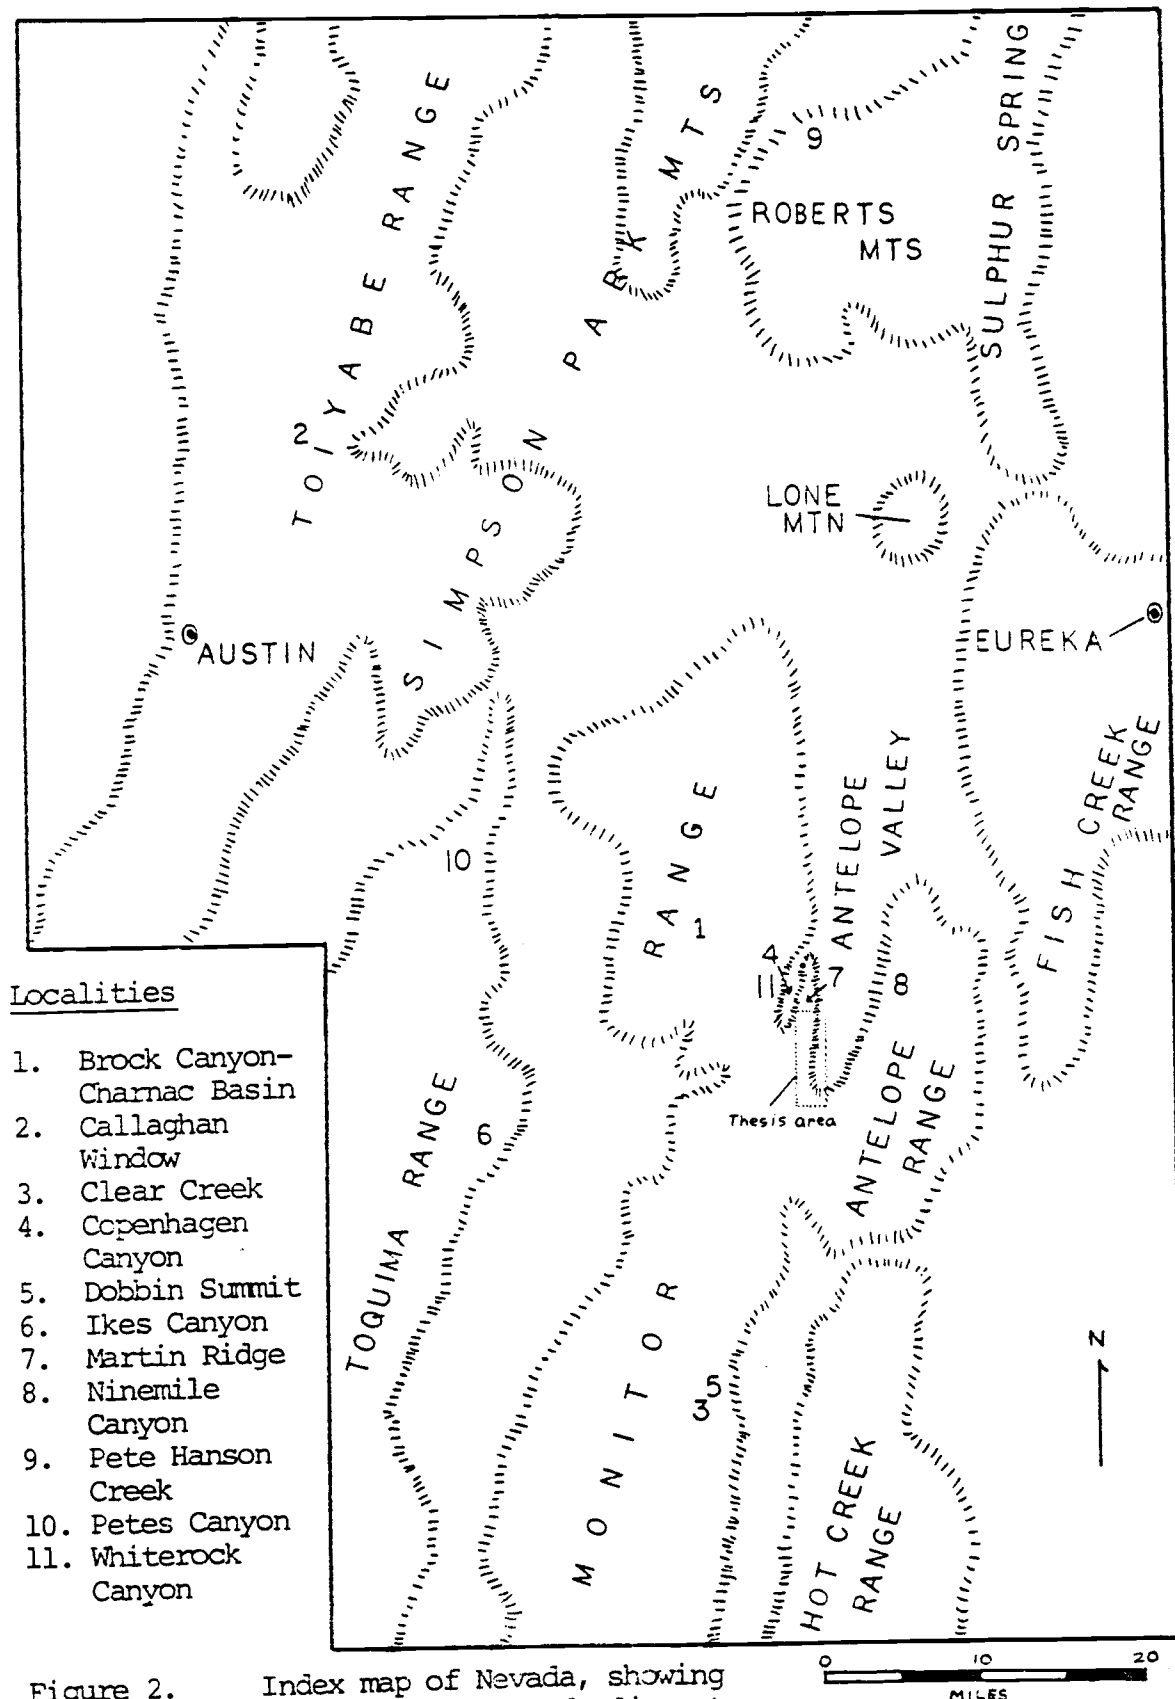 TOIYABE RANGE
SIMPSON PARK MTS
9
ROBERTS
MTS
SULPHUR SPRING
2
LONE
MTN
AUSTIN
EUREKA
10
RANGE
1
ANTELOPE
VALLEY
FISH CREEK
RANGE
FISH CREEK
4
11
7
8
Thesis area
ANTELOPE
RANGE
6
TOQUIMA RANGE
MONITOR
5
3
HOT CREEK
RANGE
N
Localities
1. Brock Canyon-
Charnac Basin
2. Callaghan
Window
3. Clear Creek
4. Copenhagen
Canyon
5. Dobbin Summit
6. Ikes Canyon
7. Martin Ridge
8. Ninemile
Canyon
9. Pete Hanson
Creek
10. Petes Canyon
11. Whiterock
Canyon
0 10 20
MILES
Figure 2. Index map of Nevada, showing